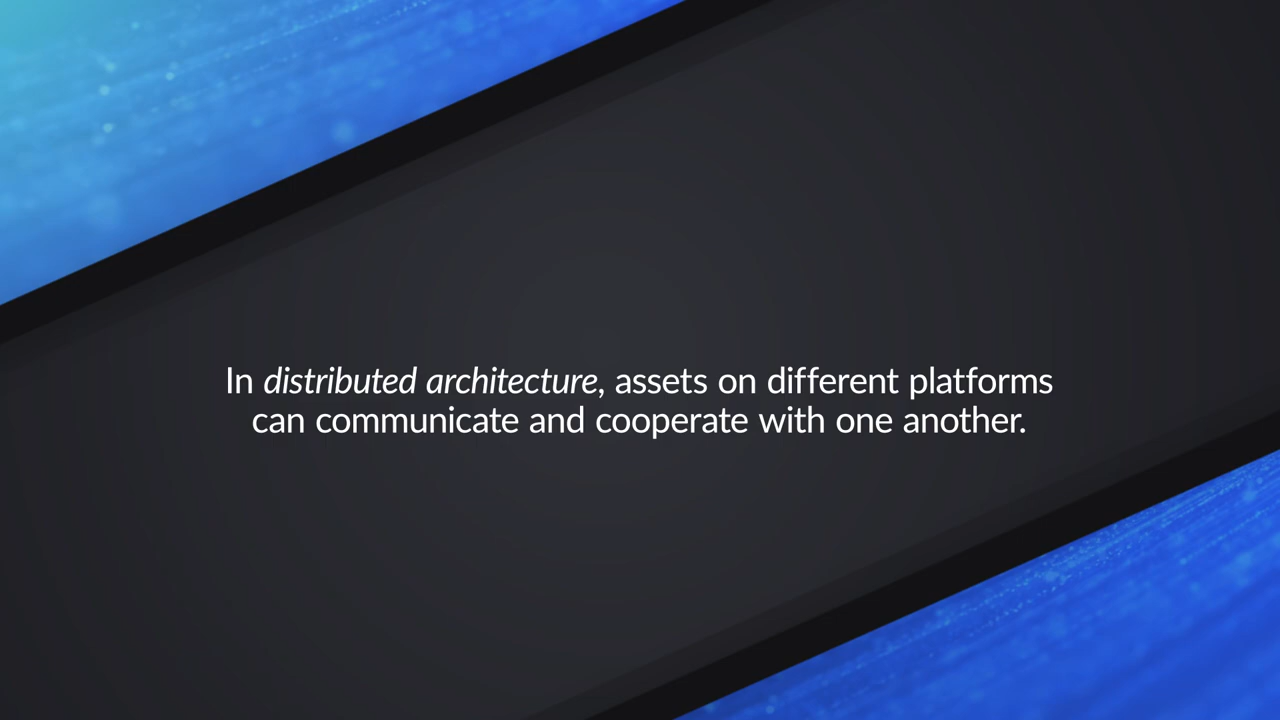 In distributed architecture, assets on different platforms
can communicate and cooperate with one another.